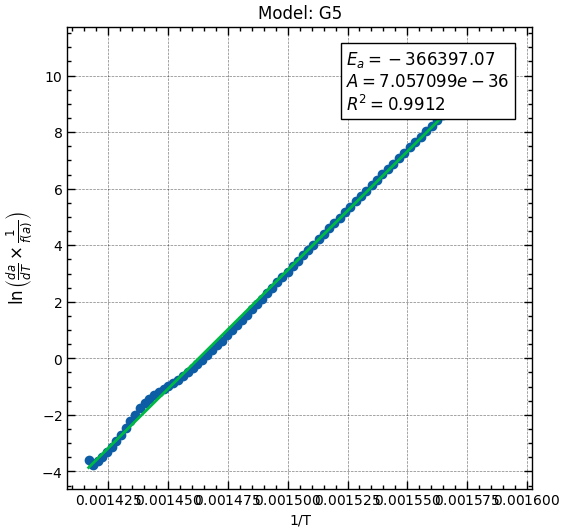 Model: G5
E_a = −366397.07
A = 7.057099e − 36
R² = 0.9912
10
8
6
4
2
0
−2
−4
ln(da/dT × 1/f(a))
0.001425 0.001450 0.001475 0.001500 0.001525 0.001550 0.001575 0.001600
1/T